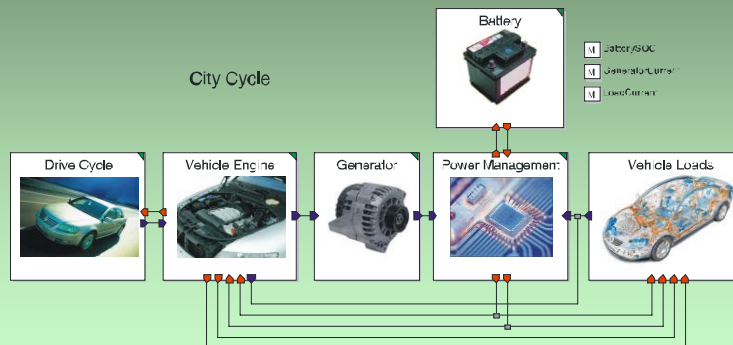 Battery
M BatterySOC
M GeneratorCurrent
M LoadCurrent
City Cycle
Drive Cycle
Vehicle Engine
Generator
Power Management
Vehicle Loads